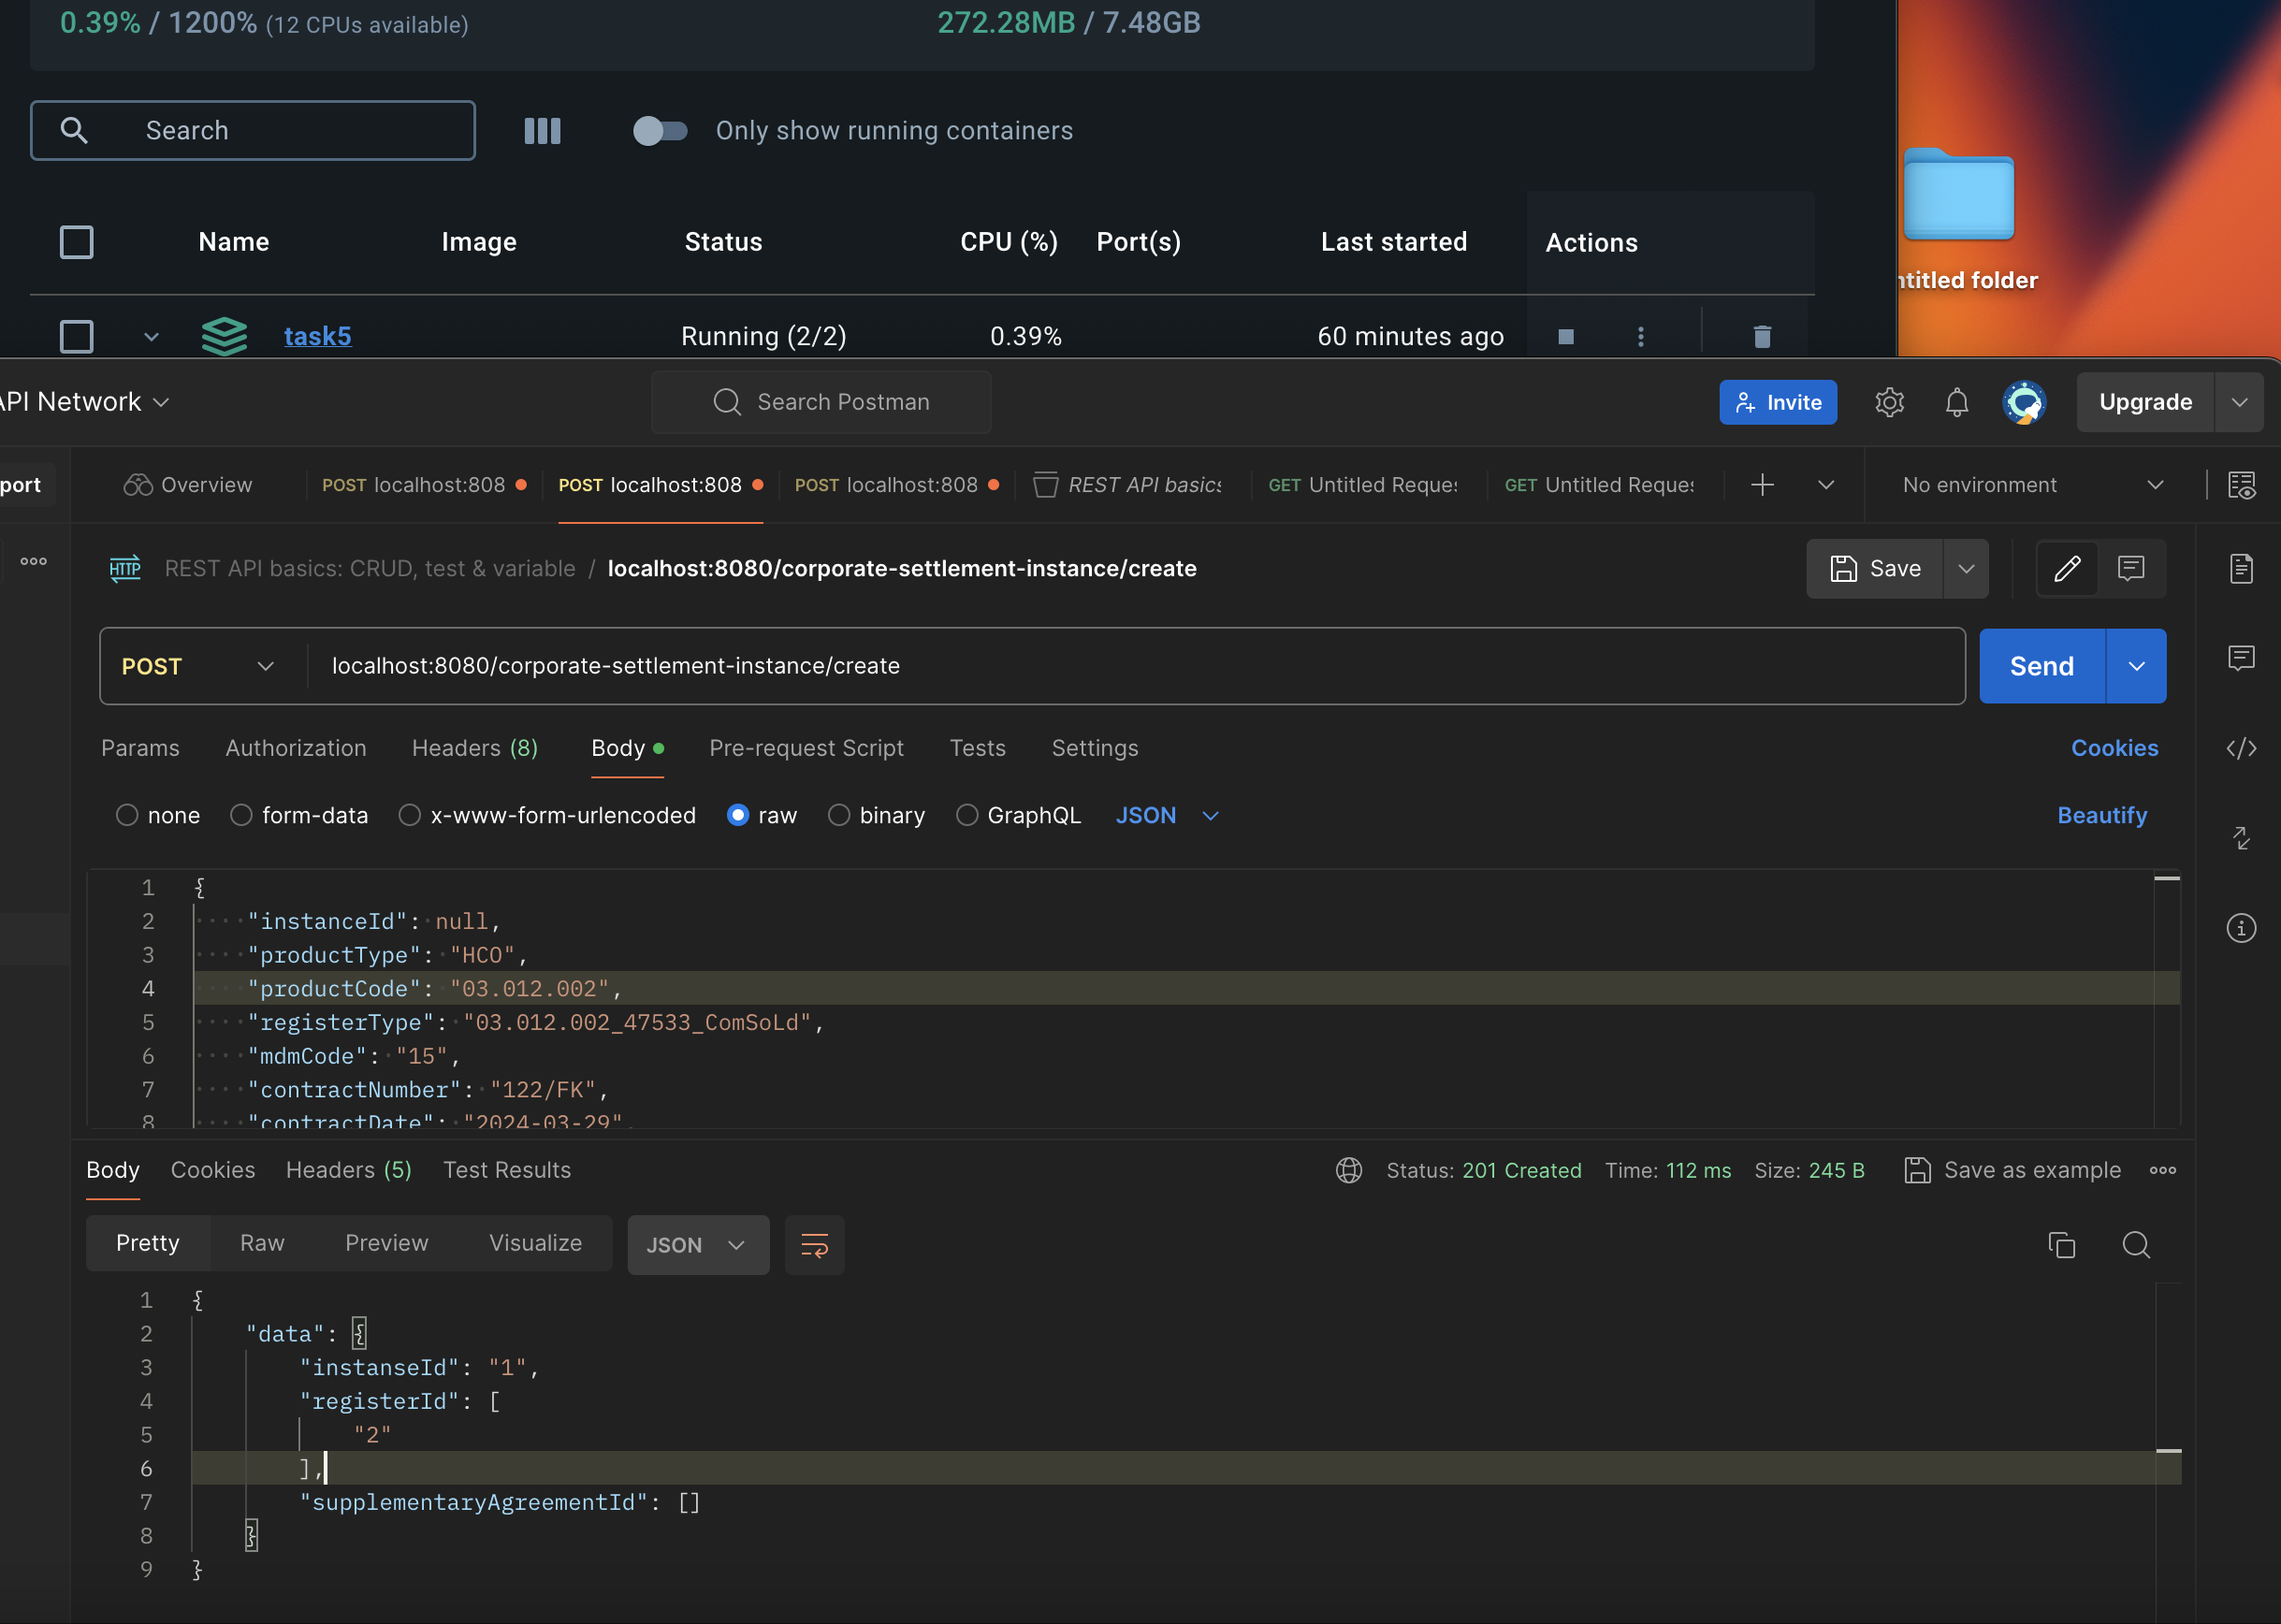 0.39% / 1200% (12 CPUs available) 272.28MB / 7.48GB
Search Only show running containers
Name Image Status CPU (%) Port(s) Last started Actions
task5 Running (2/2) 0.39% 60 minutes ago
ntitled folder
API Network Search Postman Invite Upgrade
port Overview POST localhost:808 POST localhost:808 POST localhost:808 REST API basics GET Untitled Reques GET Untitled Reques No environment
HTTP REST API basics: CRUD, test & variable / localhost:8080/corporate-settlement-instance/create Save
POST localhost:8080/corporate-settlement-instance/create Send
Params Authorization Headers (8) Body Pre-request Script Tests Settings Cookies
none form-data x-www-form-urlencoded raw binary GraphQL JSON Beautify
1 {
2 "instanceId": null,
3 "productType": "HCO",
4 "productCode": "03.012.002",
5 "registerType": "03.012.002_47533_ComSoLd",
6 "mdmCode": "15",
7 "contractNumber": "122/FK",
8 "contractDate": "2024-03-29",
Body Cookies Headers (5) Test Results Status: 201 Created Time: 112 ms Size: 245 B Save as example
Pretty Raw Preview Visualize JSON
1 {
2 "data": {
3 "instanseId": "1",
4 "registerId": [
5 "2"
6 ],
7 "supplementaryAgreementId": []
8 }
9 }